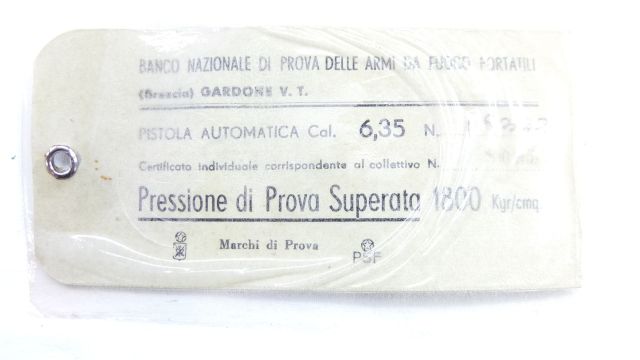 BANCO NAZIONALE DI PROVA DELLE ARMI DA FUOCO PORTATILI
(Brescia) GARDONE V. T.
PISTOLA AUTOMATICA Cal. 6,35 N.
Certificato individuale corrispondente al collettivo N.
Pressione di Prova Superata 1800 Kgr/cmq
Marchi di Prova PSF